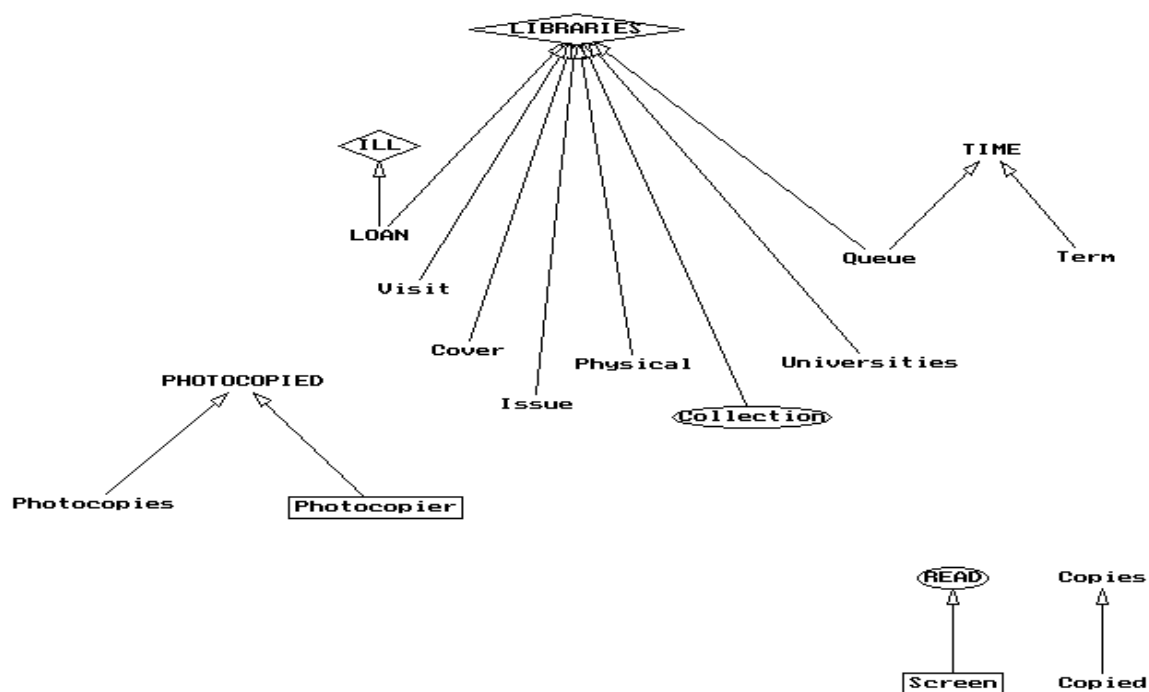 LIBRARIES
ILL
TIME
LOAN
Queue
Term
Visit
Cover
Physical
Universities
PHOTOCOPIED
Issue
Collection
Photocopies
Photocopier
READ
Copies
Screen
Copied